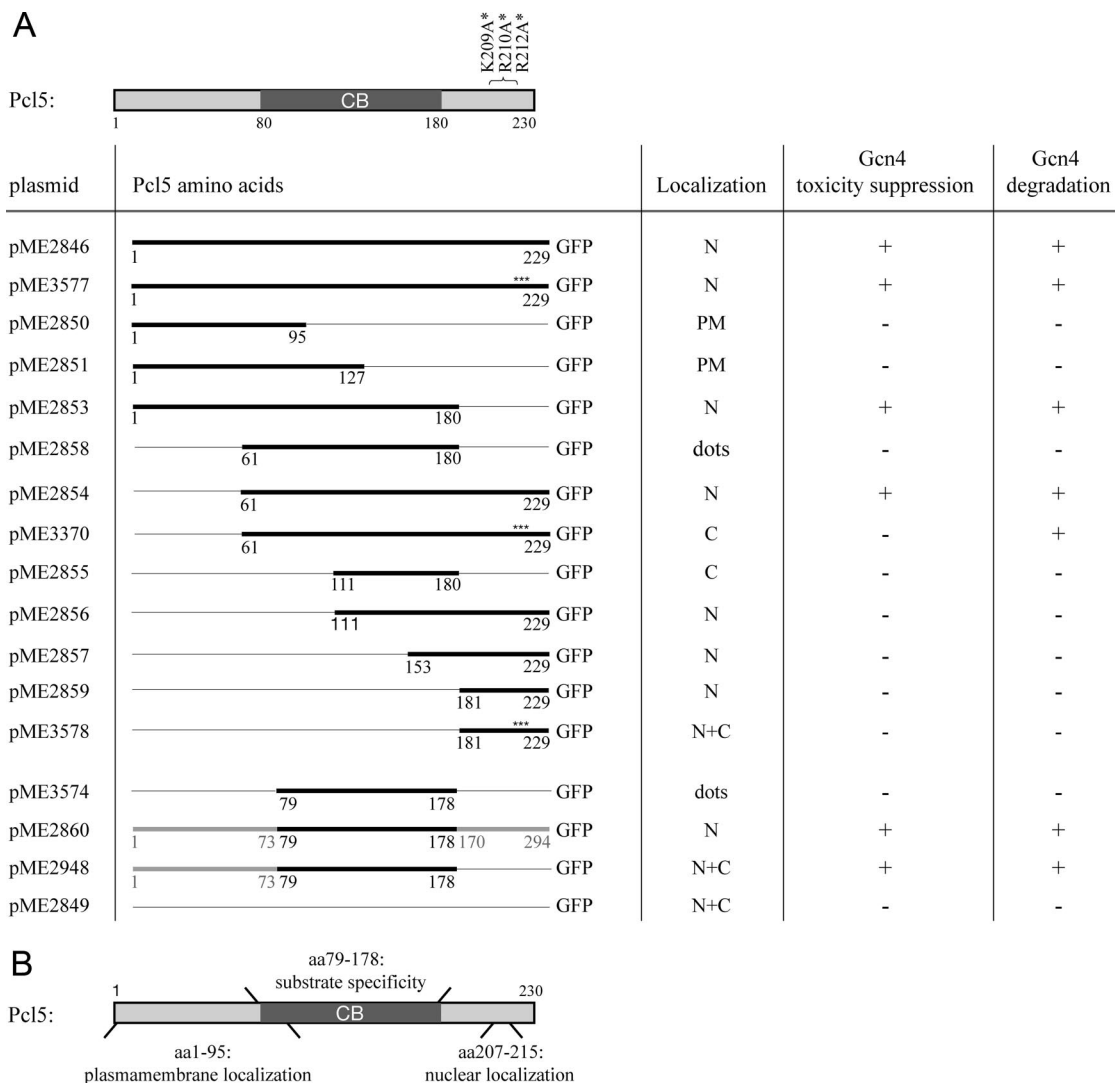 A
K209A*
R210A*
R212A*
Pcl5:
CB
1 80 180 230
plasmid Pcl5 amino acids Localization Gcn4 toxicity suppression Gcn4 degradation
pME2846 1 229 GFP N + +
pME3577 1 *** 229 GFP N + +
pME2850 1 95 GFP PM - -
pME2851 1 127 GFP PM - -
pME2853 1 180 GFP N + +
pME2858 61 180 GFP dots - -
pME2854 61 229 GFP N + +
pME3370 61 *** 229 GFP C - +
pME2855 111 180 GFP C - -
pME2856 111 229 GFP N - -
pME2857 153 229 GFP N - -
pME2859 181 229 GFP N - -
pME3578 181 *** 229 GFP N+C - -
pME3574 79 178 GFP dots - -
pME2860 1 73 79 178 170 294 GFP N + +
pME2948 1 73 79 178 GFP N+C + +
pME2849 GFP N+C - -
B
aa79-178:
substrate specificity
1 230
Pcl5:
CB
aa1-95:
plasmamembrane localization
aa207-215:
nuclear localization